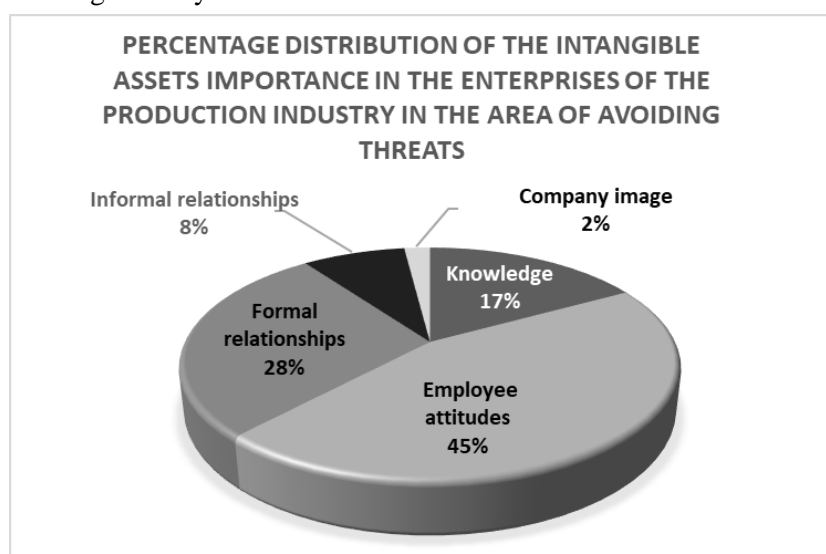 PERCENTAGE DISTRIBUTION OF THE INTANGIBLE
ASSETS IMPORTANCE IN THE ENTERPRISES OF THE
PRODUCTION INDUSTRY IN THE AREA OF AVOIDING
THREATS
Informal relationships
8%
Company image
2%
Knowledge
17%
Formal
relationships
28%
Employee
attitudes
45%